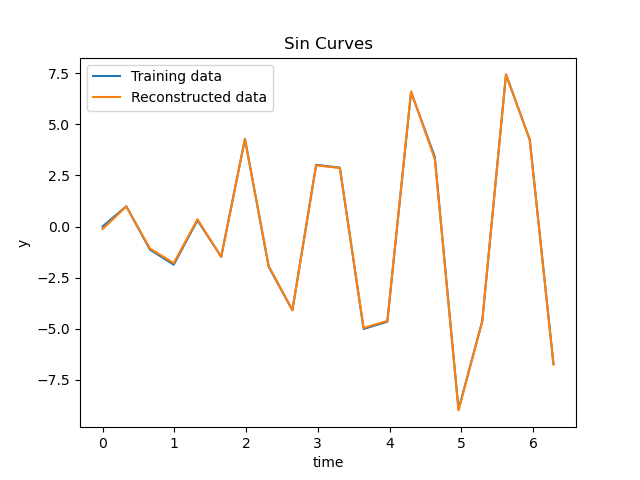 Sin Curves
Training data
Reconstructed data
7.5
5.0
2.5
0.0
−2.5
−5.0
−7.5
y
0 1 2 3 4 5 6
time